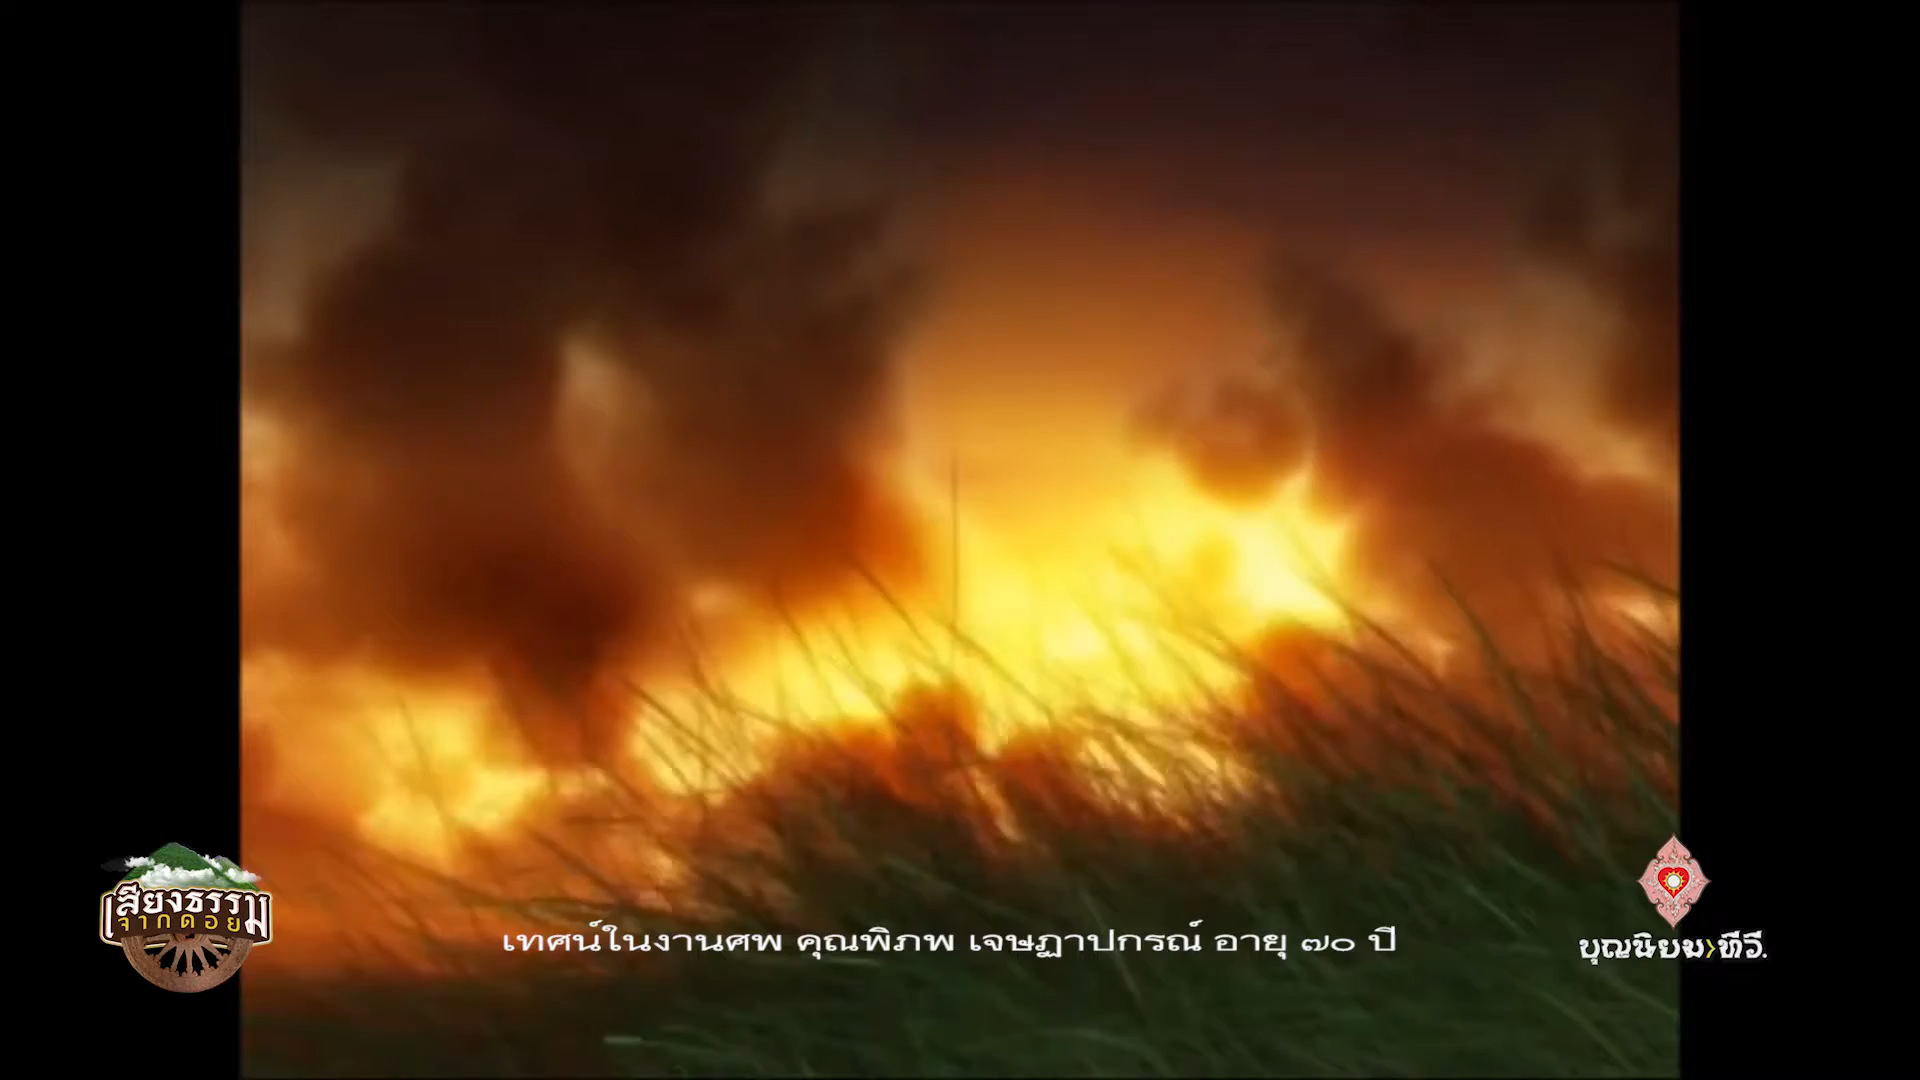 เสียงธรรม
จากดอย
เทศน์ในงานศพ คุณพิภพ เจษฏาปกรณ์ อายุ ๗๐ ปี
บุญนิยม>ทีวี.